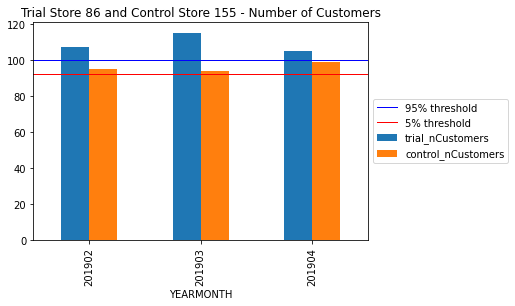 Trial Store 86 and Control Store 155 - Number of Customers
120
100
80
60
40
20
0
201902
201903
201904
YEARMONTH
95% threshold
5% threshold
trial_nCustomers
control_nCustomers